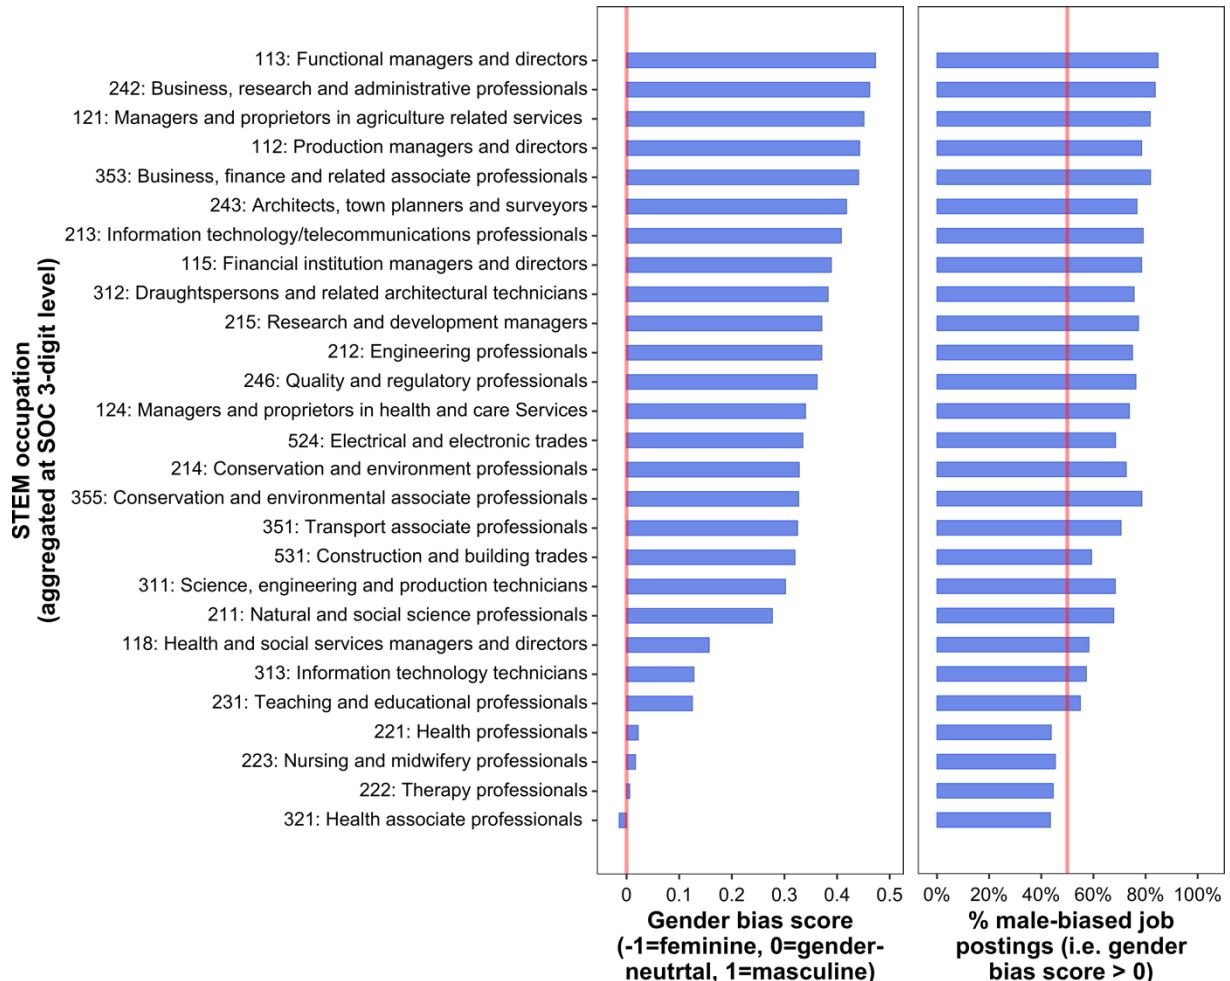 STEM occupation
(aggregated at SOC 3-digit level)
113: Functional managers and directors
242: Business, research and administrative professionals
121: Managers and proprietors in agriculture related services
112: Production managers and directors
353: Business, finance and related associate professionals
243: Architects, town planners and surveyors
213: Information technology/telecommunications professionals
115: Financial institution managers and directors
312: Draughtspersons and related architectural technicians
215: Research and development managers
212: Engineering professionals
246: Quality and regulatory professionals
124: Managers and proprietors in health and care Services
524: Electrical and electronic trades
214: Conservation and environment professionals
355: Conservation and environmental associate professionals
351: Transport associate professionals
531: Construction and building trades
311: Science, engineering and production technicians
211: Natural and social science professionals
118: Health and social services managers and directors
313: Information technology technicians
231: Teaching and educational professionals
221: Health professionals
223: Nursing and midwifery professionals
222: Therapy professionals
321: Health associate professionals
0 0.1 0.2 0.3 0.4 0.5
Gender bias score
(-1=feminine, 0=gender-
neutrtal, 1=masculine)
0% 20% 40% 60% 80% 100%
% male-biased job
postings (i.e. gender
bias score > 0)